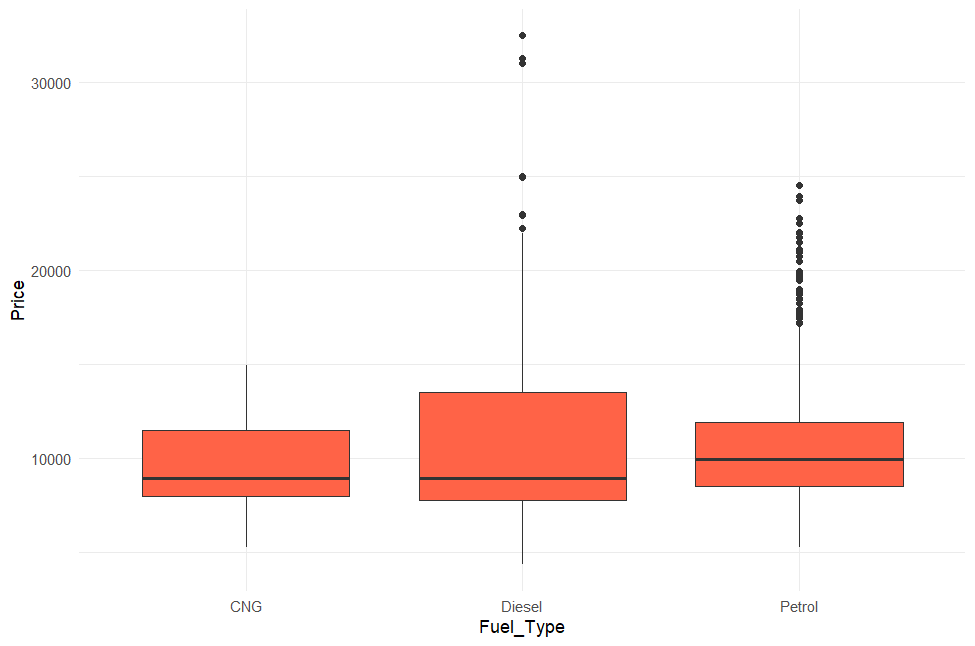 30000
20000
10000
Price
CNG
Diesel
Petrol
Fuel_Type